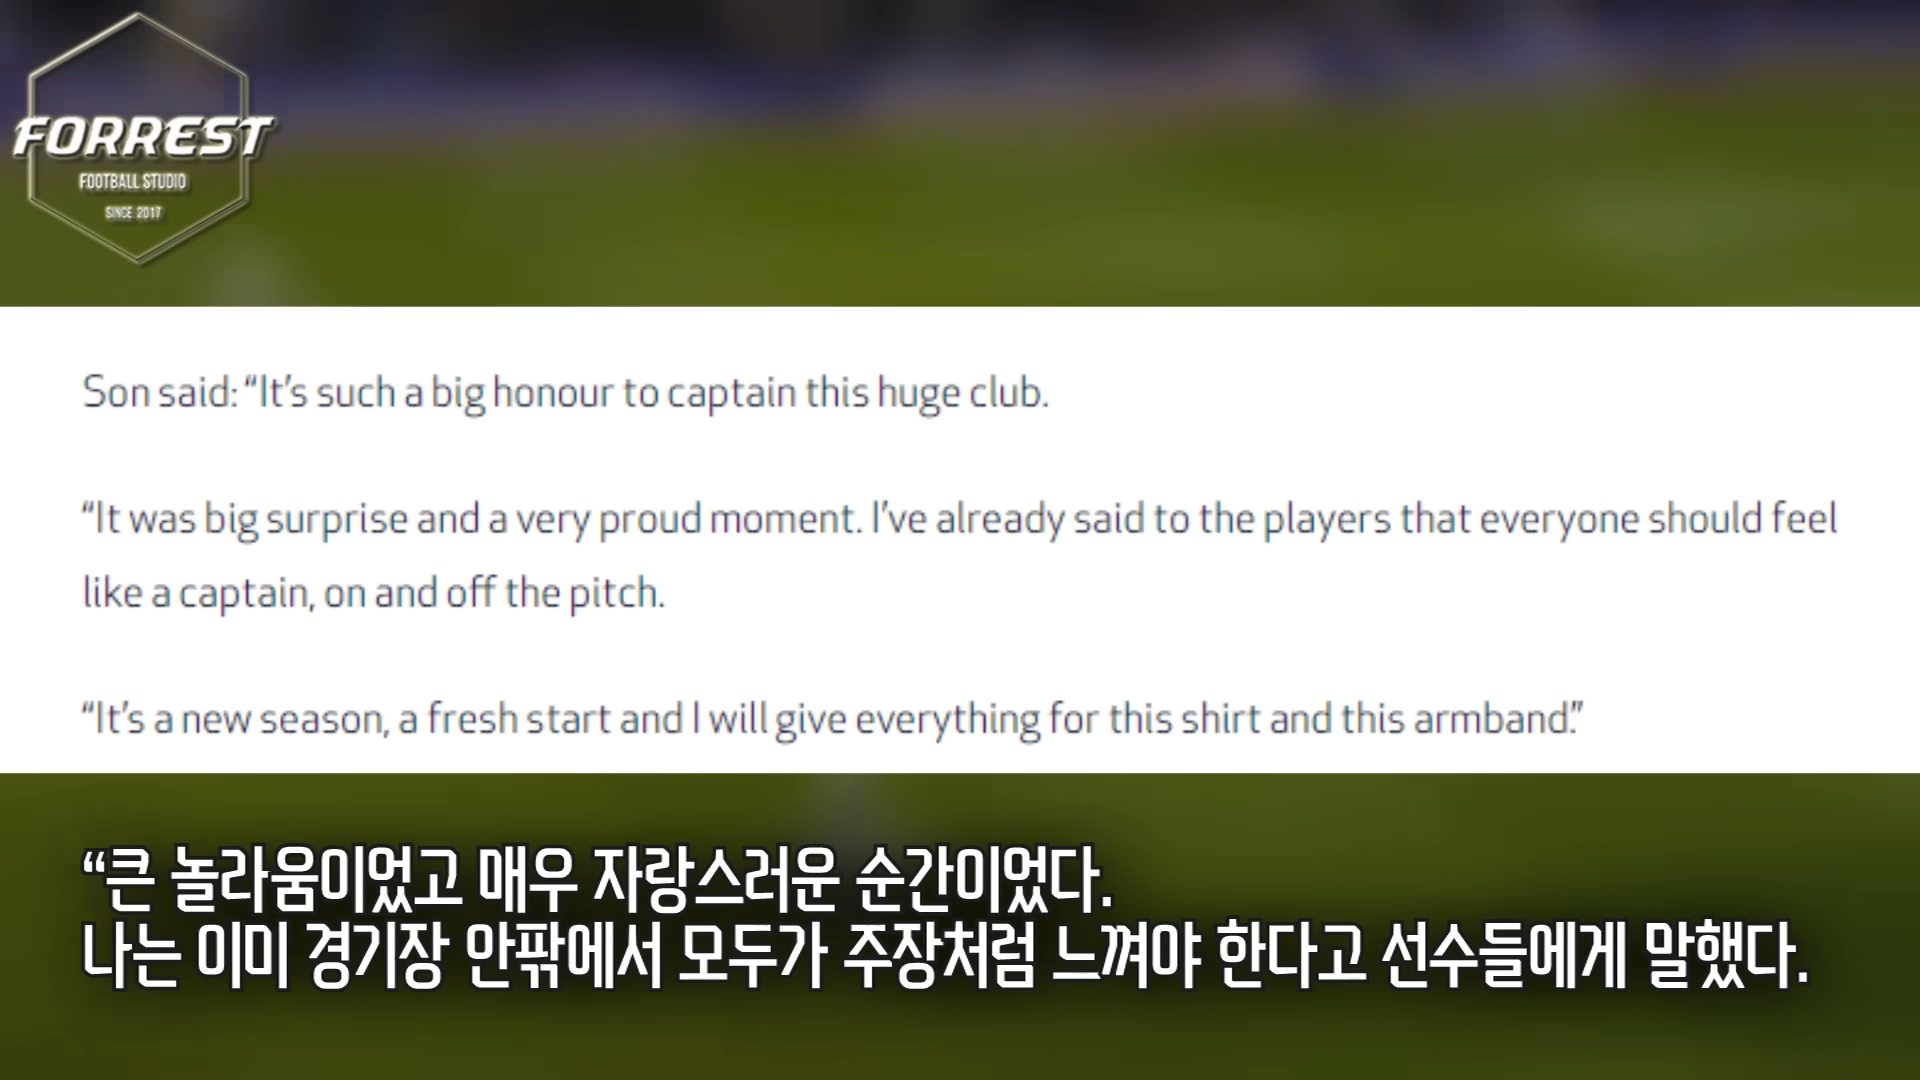 FORREST
FOOTBALL STUDIO
SINCE 2017
Son said: “It’s such a big honour to captain this huge club.
“It was big surprise and a very proud moment. I’ve already said to the players that everyone should feel
like a captain, on and off the pitch.
“It’s a new season, a fresh start and I will give everything for this shirt and this armband.”
“큰 놀라움이었고 매우 자랑스러운 순간이었다.
나는 이미 경기장 안팎에서 모두가 주장처럼 느껴야 한다고 선수들에게 말했다.